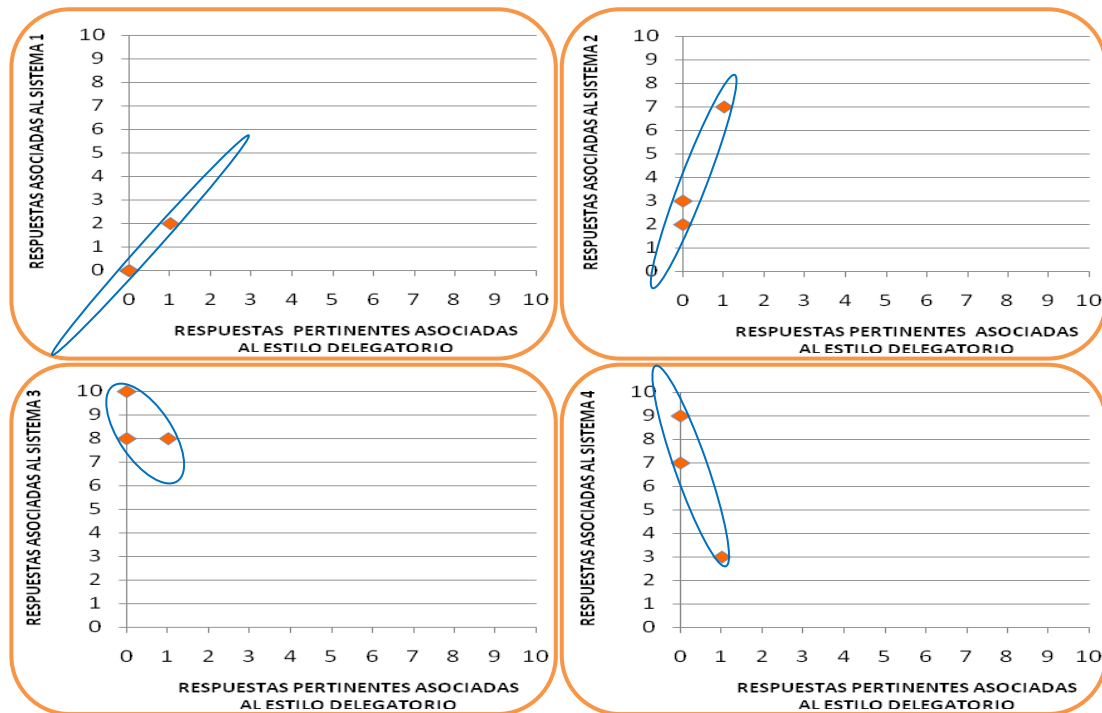 RESPUESTAS ASOCIADAS AL SISTEMA 1
10
9
8
7
6
5
4
3
2
1
0
0 1 2 3 4 5 6 7 8 9 10
RESPUESTAS PERTINENTES ASOCIADAS
AL ESTILO DELEGATORIO
RESPUESTAS ASOCIADAS AL SISTEMA 2
10
9
8
7
6
5
4
3
2
1
0
0 1 2 3 4 5 6 7 8 9 10
RESPUESTAS PERTINENTES ASOCIADAS
AL ESTILO DELEGATORIO
RESPUESTAS ASOCIADAS AL SISTEMA 3
10
9
8
7
6
5
4
3
2
1
0
0 1 2 3 4 5 6 7 8 9 10
RESPUESTAS PERTINENTES ASOCIADAS
AL ESTILO DELEGATORIO
RESPUESTAS ASOCIADAS AL SISTEMA 4
10
9
8
7
6
5
4
3
2
1
0
0 1 2 3 4 5 6 7 8 9 10
RESPUESTAS PERTINENTES ASOCIADAS
AL ESTILO DELEGATORIO